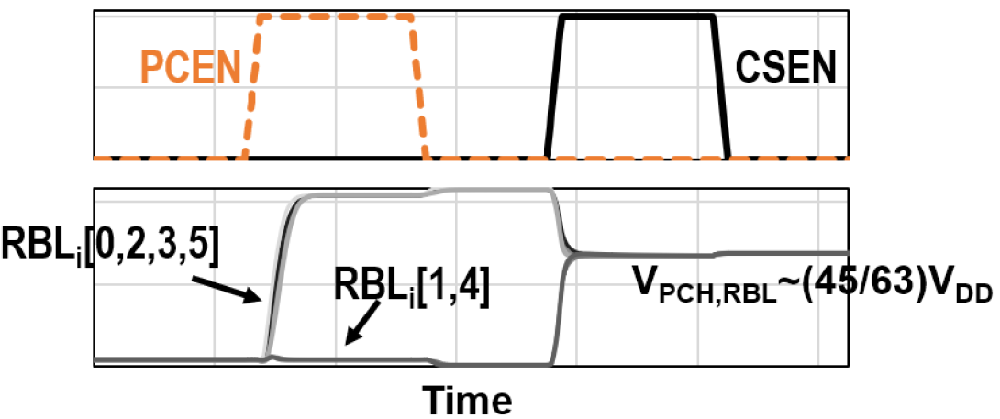 PCEN
CSEN
RBLi[0,2,3,5]
RBLi[1,4]
VPCH,RBL~(45/63)VDD
Time